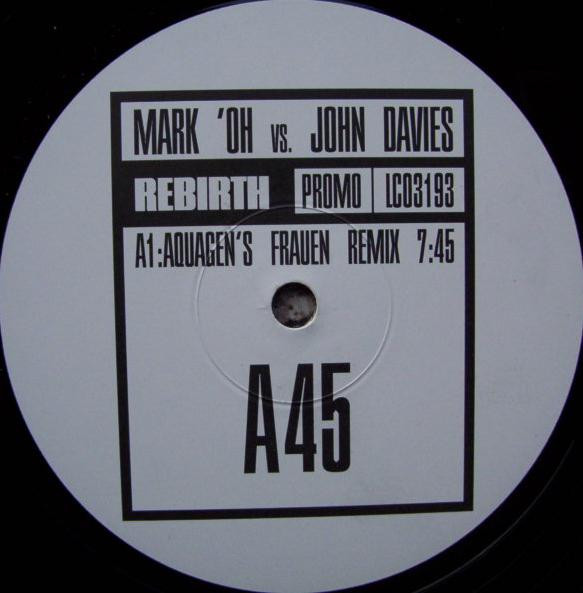 MARK 'OH VS. JOHN DAVIES
REBIRTH PROMO LC03193
A1:AQUAGEN'S FRAUEN REMIX 7:45
A45